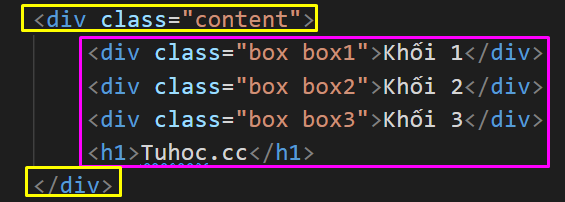 <div class="content">
<div class="box box1">Khối 1</div>
<div class="box box2">Khối 2</div>
<div class="box box3">Khối 3</div>
<h1>Tuhoc.cc</h1>
</div>